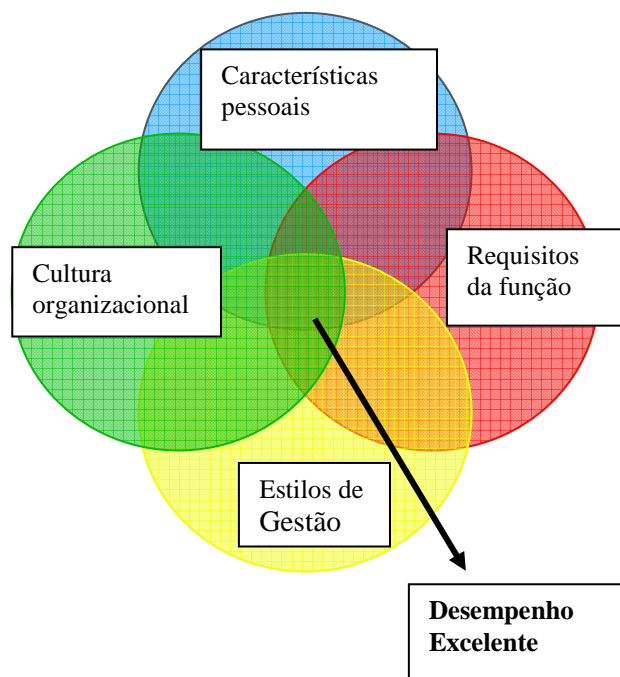 Características
pessoais
Cultura
organizacional
Requisitos
da função
Estilos de
Gestão
Desempenho
Excelente